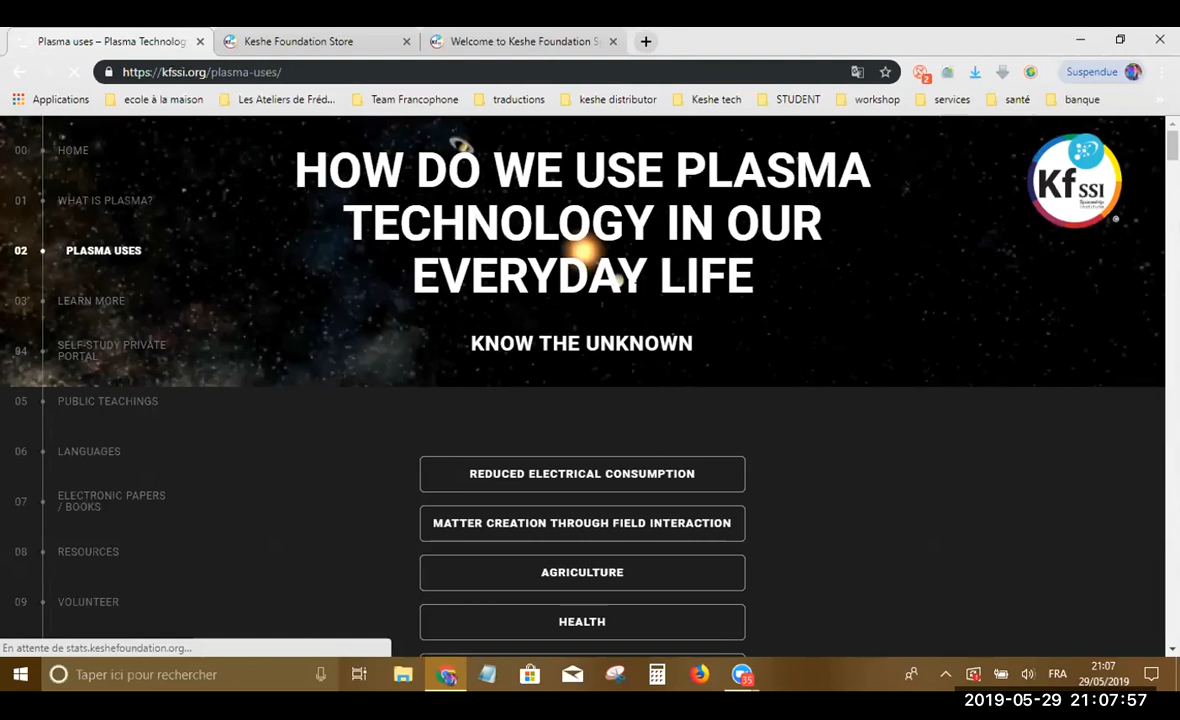 Plasma uses – Plasma Technolog
Keshe Foundation Store
Welcome to Keshe Foundation S
https://kfssi.org/plasma-uses/
2
Suspendue
Applications
ecole à la maison
Les Ateliers de Fréd...
Team Francophone
traductions
keshe distributor
Keshe tech
STUDENT
workshop
services
santé
banque
»
HOW DO WE USE PLASMA
TECHNOLOGY IN OUR
EVERYDAY LIFE
KNOW THE UNKNOWN
Kf SSI
00 HOME
01 WHAT IS PLASMA?
02 PLASMA USES
03 LEARN MORE
04 SELF-STUDY PRIVATE
PORTAL
05 PUBLIC TEACHINGS
06 LANGUAGES
07 ELECTRONIC PAPERS
/ BOOKS
08 RESOURCES
09 VOLUNTEER
REDUCED ELECTRICAL CONSUMPTION
MATTER CREATION THROUGH FIELD INTERACTION
AGRICULTURE
HEALTH
En attente de stats.keshefoundation.org...
Taper ici pour rechercher
35
FRA
21:07
29/05/2019
2019-05-29 21:07:57